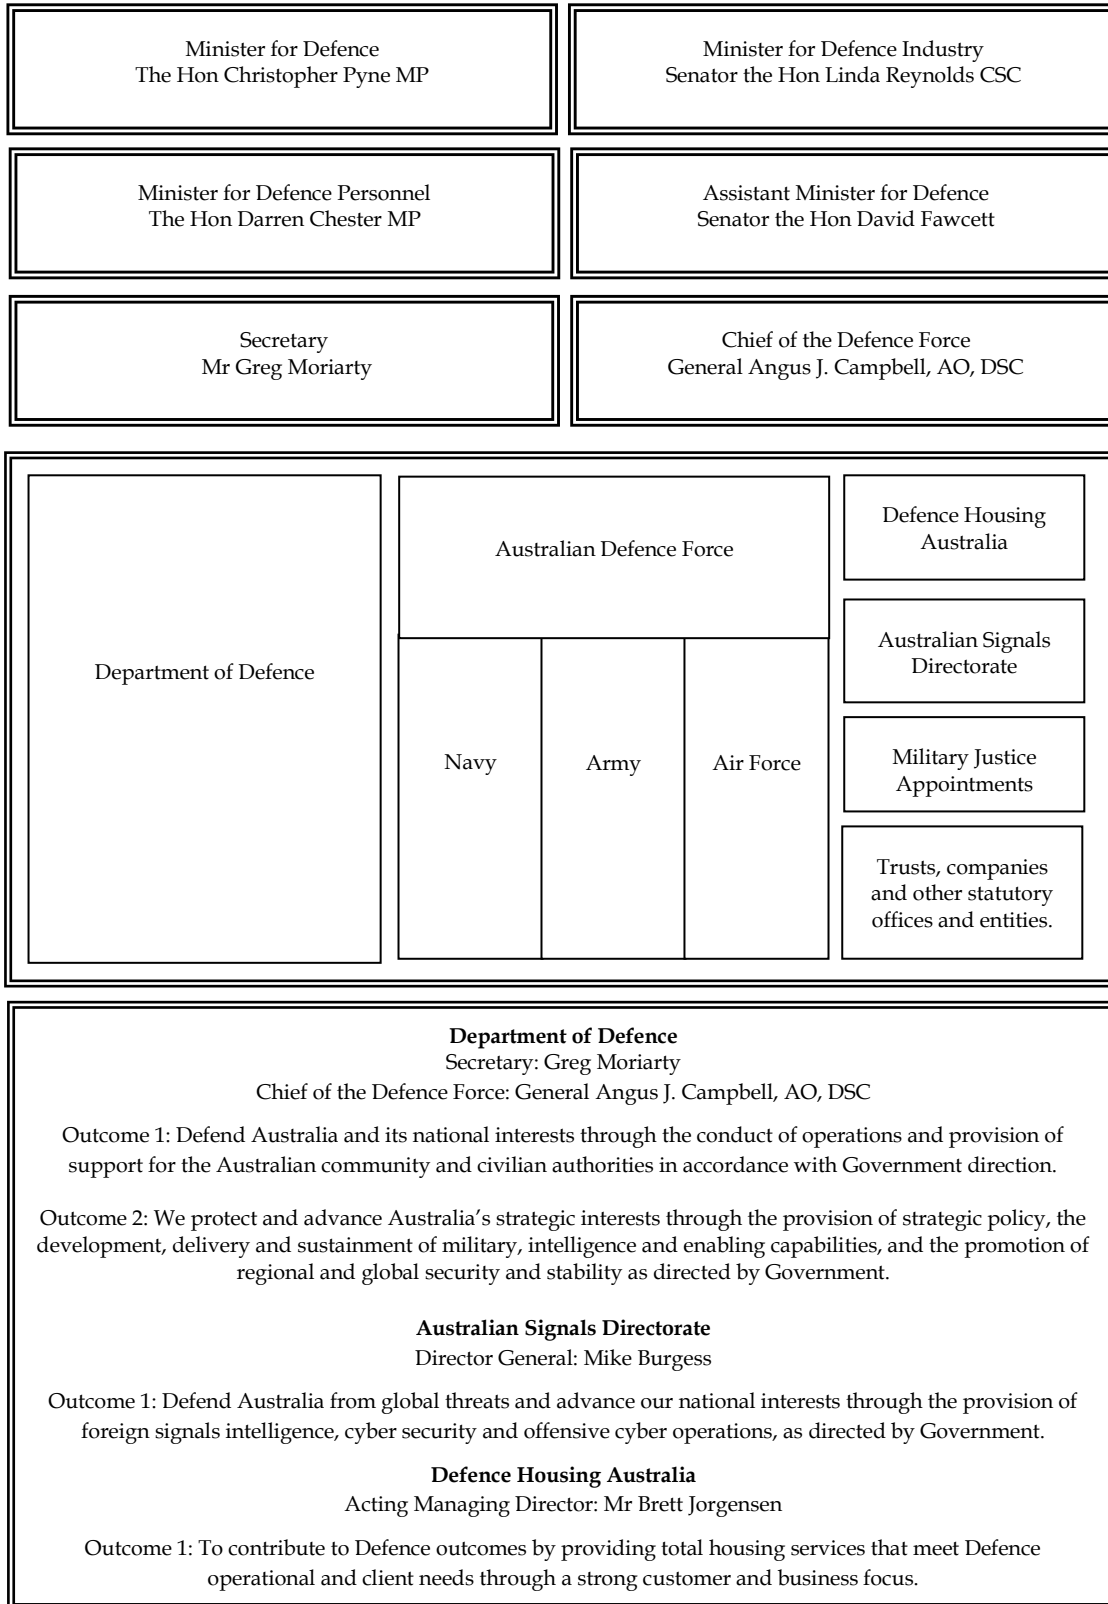 Minister for Defence
The Hon Christopher Pyne MP
Minister for Defence Industry
Senator the Hon Linda Reynolds CSC
Minister for Defence Personnel
The Hon Darren Chester MP
Assistant Minister for Defence
Senator the Hon David Fawcett
Secretary
Mr Greg Moriarty
Chief of the Defence Force
General Angus J. Campbell, AO, DSC
Department of Defence
Australian Defence Force
Navy
Army
Air Force
Defence Housing
Australia
Australian Signals
Directorate
Military Justice
Appointments
Trusts, companies
and other statutory
offices and entities.
Department of Defence
Secretary: Greg Moriarty
Chief of the Defence Force: General Angus J. Campbell, AO, DSC
Outcome 1: Defend Australia and its national interests through the conduct of operations and provision of
support for the Australian community and civilian authorities in accordance with Government direction.
Outcome 2: We protect and advance Australia’s strategic interests through the provision of strategic policy, the
development, delivery and sustainment of military, intelligence and enabling capabilities, and the promotion of
regional and global security and stability as directed by Government.
Australian Signals Directorate
Director General: Mike Burgess
Outcome 1: Defend Australia from global threats and advance our national interests through the provision of
foreign signals intelligence, cyber security and offensive cyber operations, as directed by Government.
Defence Housing Australia
Acting Managing Director: Mr Brett Jorgensen
Outcome 1: To contribute to Defence outcomes by providing total housing services that meet Defence
operational and client needs through a strong customer and business focus.